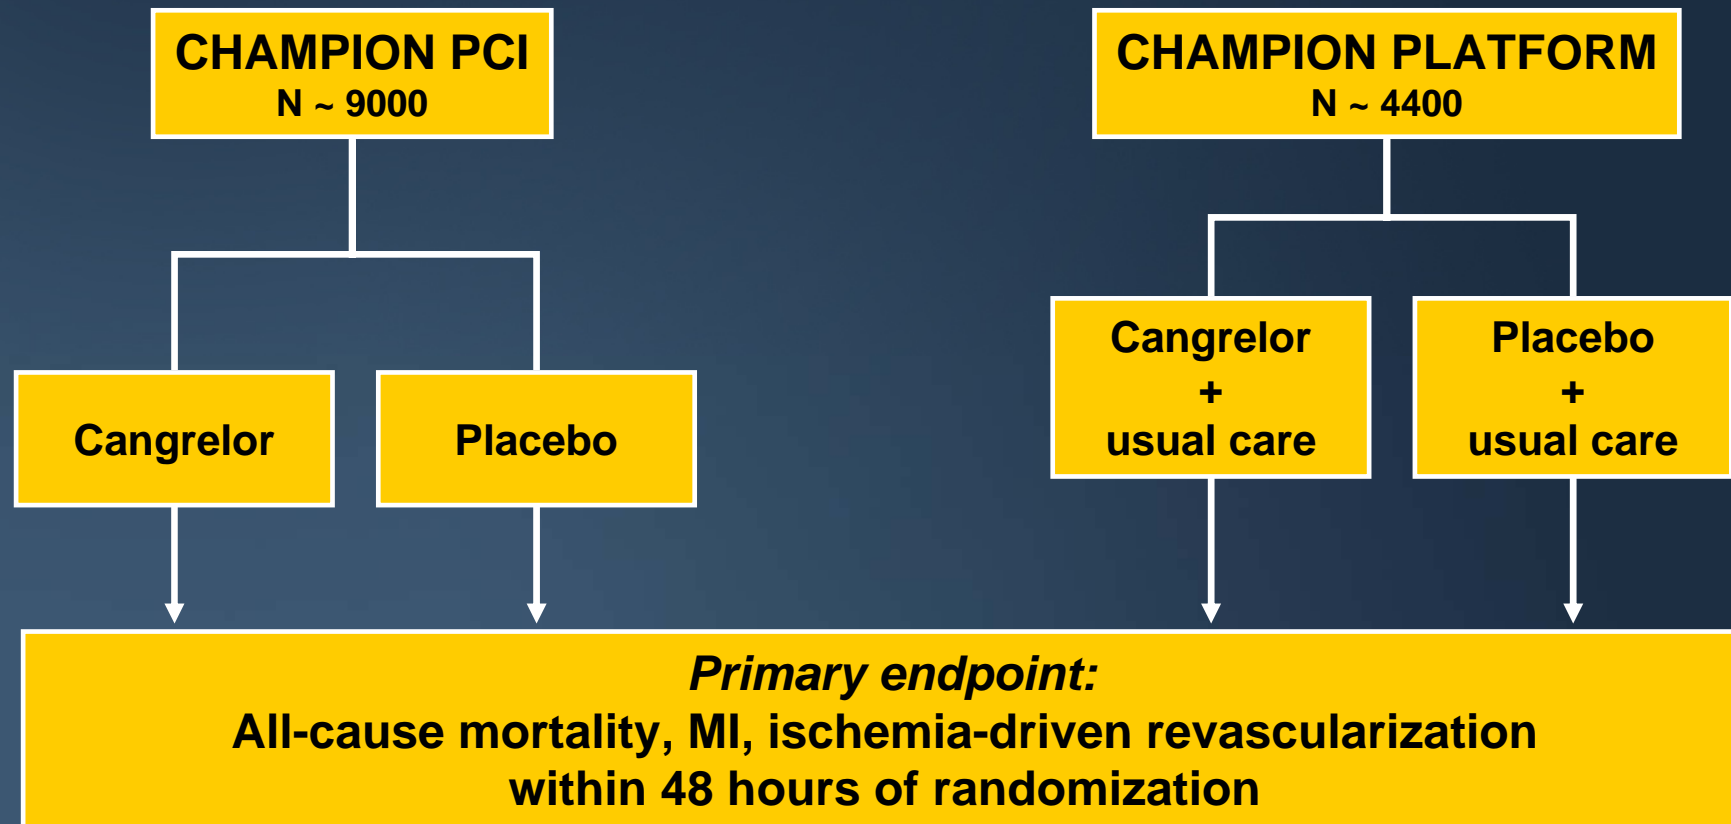 CHAMPION PCI
N ~ 9000
CHAMPION PLATFORM
N ~ 4400
Cangrelor
Placebo
Cangrelor
+
usual care
Placebo
+
usual care
Primary endpoint:
All-cause mortality, MI, ischemia-driven revascularization
within 48 hours of randomization